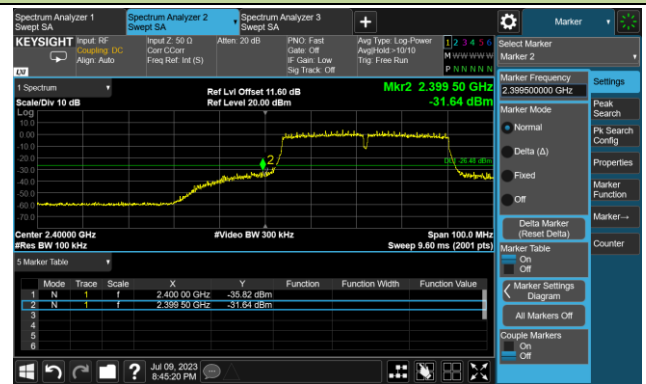 Spectrum Analyzer 1
Swept SA
Spectrum Analyzer 2
Swept SA
Spectrum Analyzer 3
Swept SA
+
Marker
KEYSIGHT
LXI
Input: RF
Coupling: DC
Align: Auto
Input Z: 50 Ω
Corr CCorr
Freq Ref: Int (S)
Atten: 20 dB
PNO: Fast
Gate: Off
IF Gain: Low
Sig Track: Off
Avg Type: Log-Power
Avg|Hold:>10/10
Trig: Free Run
1 2 3 4 5 6
M W W W W W
P N N N N N
Select Marker
Marker 2
1 Spectrum
Scale/Div 10 dB
Ref Lvl Offset 11.60 dB
Ref Level 20.00 dBm
Mkr2 2.399 50 GHz
-31.64 dBm
Log
10.0
0.00
-10.0
-20.0
-30.0
-40.0
-50.0
-60.0
-70.0
2
DL1 -26.48 dBm
Center 2.40000 GHz
#Res BW 100 kHz
#Video BW 300 kHz
Span 100.0 MHz
Sweep 9.60 ms (2001 pts)
5 Marker Table
Mode Trace Scale X Y Function Function Width Function Value
1 N 1 f 2.400 00 GHz -35.82 dBm
2 N 1 f 2.399 50 GHz -31.64 dBm
3
4
5
6
Marker Frequency
2.399500000 GHz
Marker Mode
Normal
Delta (Δ)
Fixed
Off
Delta Marker
(Reset Delta)
Marker Table
On
Off
Marker Settings
Diagram
All Markers Off
Couple Markers
On
Off
Settings
Peak
Search
Pk Search
Config
Properties
Marker
Function
Marker→
Counter
?
Jul 09, 2023
8:45:20 PM